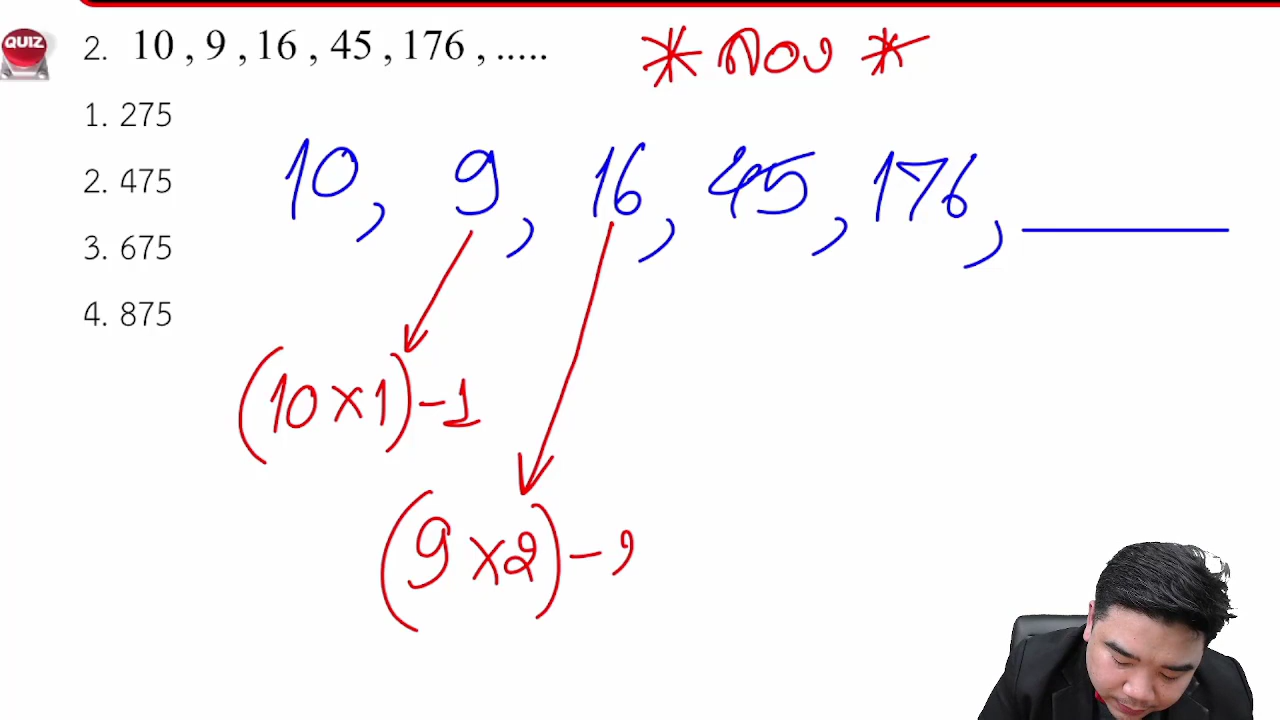 QUIZ
2. 10 , 9 , 16 , 45 , 176 , .....
* ลอง *
1. 275
2. 475
3. 675
4. 875
10, 9, 16, 45, 176, ______
(10×1)-1
(9×2)-